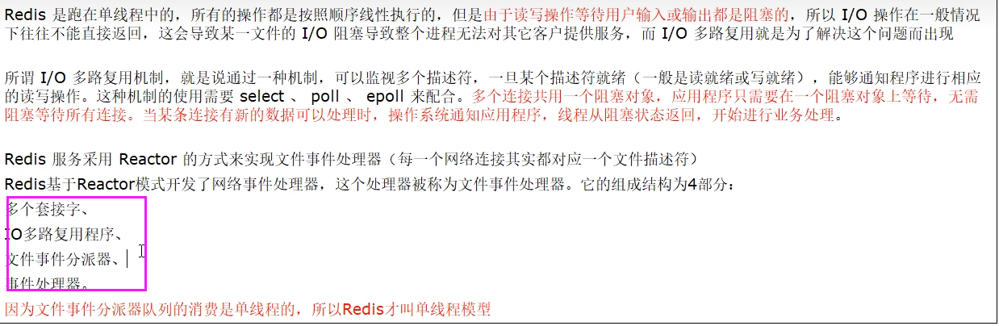 Redis 是跑在单线程中的，所有的操作都是按照顺序线性执行的，但是由于读写操作等待用户输入或输出都是阻塞的，所以 I/O 操作在一般情况
下往往不能直接返回，这会导致某一文件的 I/O 阻塞导致整个进程无法对其它客户提供服务，而 I/O 多路复用就是为了解决这个问题而出现
所谓 I/O 多路复用机制，就是说通过一种机制，可以监视多个描述符，一旦某个描述符就绪（一般是读就绪或写就绪），能够通知程序进行相应
的读写操作。这种机制的使用需要 select 、 poll 、 epoll 来配合。多个连接共用一个阻塞对象，应用程序只需要在一个阻塞对象上等待，无需
阻塞等待所有连接。当某条连接有新的数据可以处理时，操作系统通知应用程序，线程从阻塞状态返回，开始进行业务处理。
Redis 服务采用 Reactor 的方式来实现文件事件处理器（每一个网络连接其实都对应一个文件描述符）
Redis基于Reactor模式开发了网络事件处理器，这个处理器被称为文件事件处理器。它的组成结构为4部分：
多个套接字、
IO多路复用程序、
文件事件分派器、
事件处理器。
因为文件事件分派器队列的消费是单线程的，所以Redis才叫单线程模型